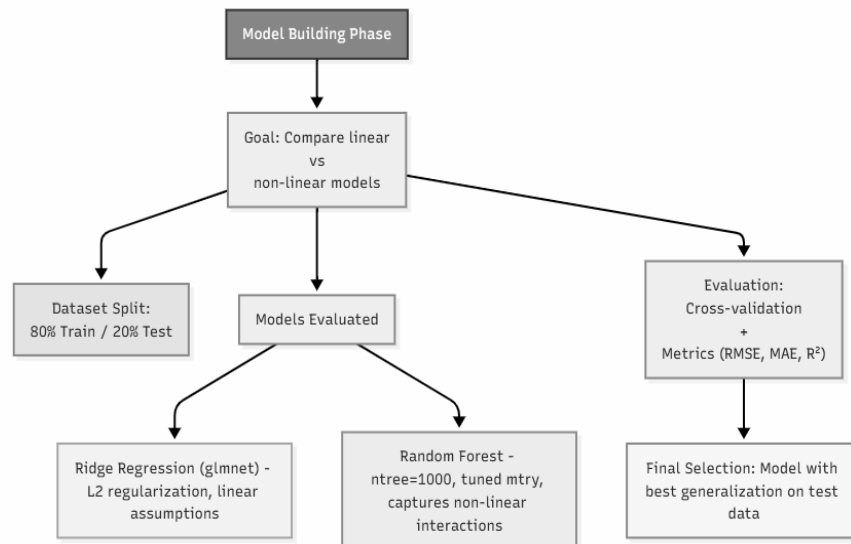 Model Building Phase
Goal: Compare linear
vs
non-linear models
Dataset Split:
80% Train / 20% Test
Models Evaluated
Evaluation:
Cross-validation
+
Metrics (RMSE, MAE, R²)
Ridge Regression (glmnet) -
L2 regularization, linear
assumptions
Random Forest -
ntree=1000, tuned mtry,
captures non-linear
interactions
Final Selection: Model with
best generalization on test
data